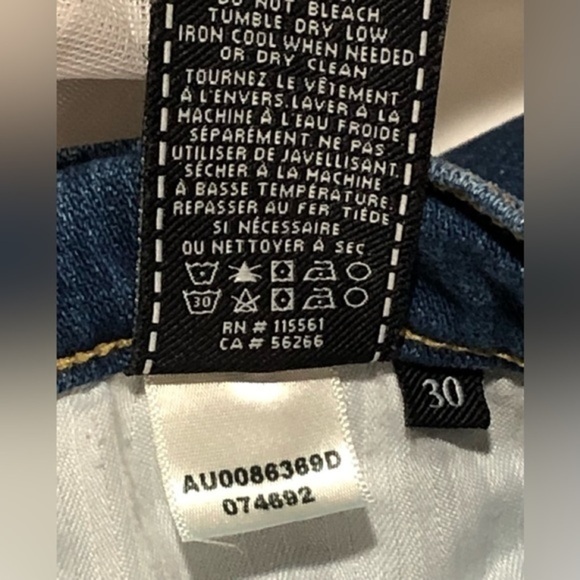 DO NOT BLEACH
TUMBLE DRY LOW
IRON COOL WHEN NEEDED
OR DRY CLEAN
TOURNEZ LE VÊTEMENT
À L'ENVERS. LAVER À LA
MACHINE À L'EAU FROIDE
SÉPARÉMENT. NE PAS
UTILISER DE JAVELLISANT.
SÉCHER À LA MACHINE
À BASSE TEMPÉRATURE.
REPASSER AU FER TIÈDE
SI NÉCESSAIRE
OU NETTOYER À SEC
30
RN # 115561
CA # 56266
30
AU0086369D
074692